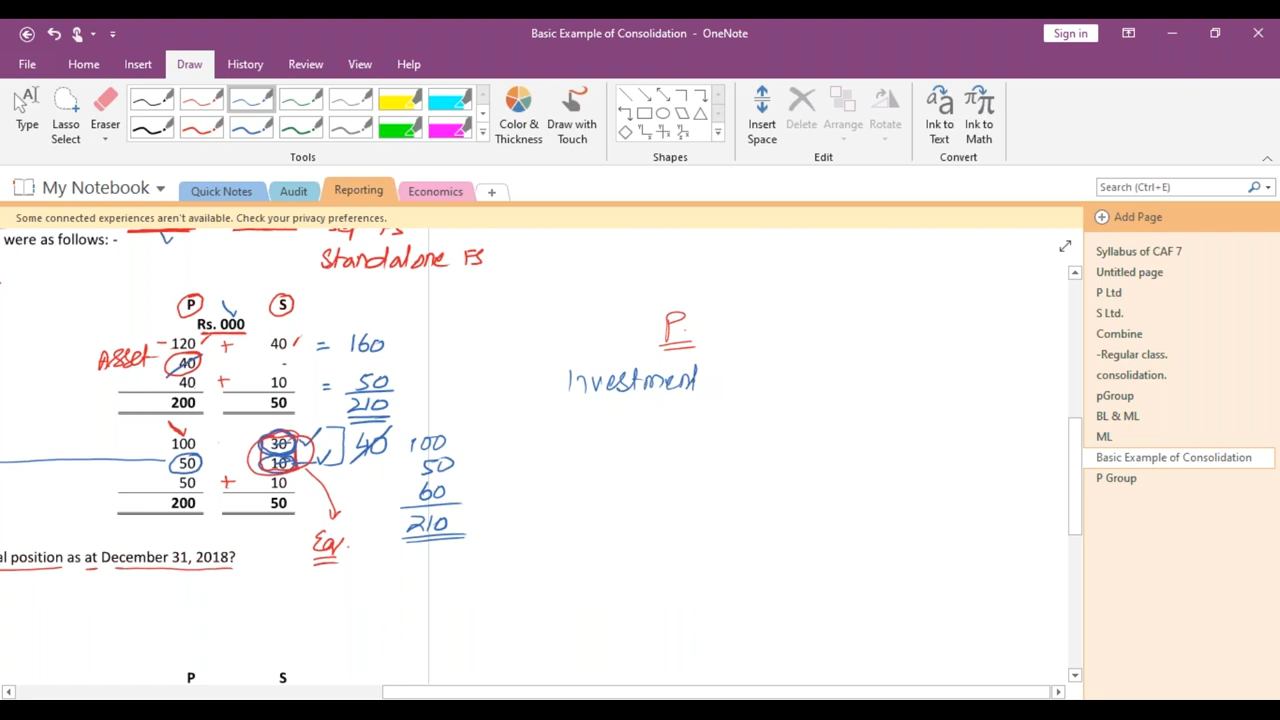 Basic Example of Consolidation - OneNote
Sign in
File Home Insert Draw History Review View Help
Type
Lasso Select
Eraser
Color & Thickness
Draw with Touch
Insert Space
Delete
Arrange
Rotate
Ink to Text
Ink to Math
Tools
Shapes
Edit
Convert
My Notebook
Quick Notes
Audit
Reporting
Economics
Search (Ctrl+E)
Some connected experiences aren't available. Check your privacy preferences.
Add Page
were as follows: -
Standalone FS
P S
Rs. 000
Asset - 120 + 40 = 160
40 -
40 + 10 = 50
200 50 210
100 30 40 100
50 10 50
50 + 10 60
200 50 210
Eq.
al position as at December 31, 2018?
P S
P.
Investment
Syllabus of CAF 7
Untitled page
P Ltd
S Ltd.
Combine
-Regular class.
consolidation.
pGroup
BL & ML
ML
Basic Example of Consolidation
P Group